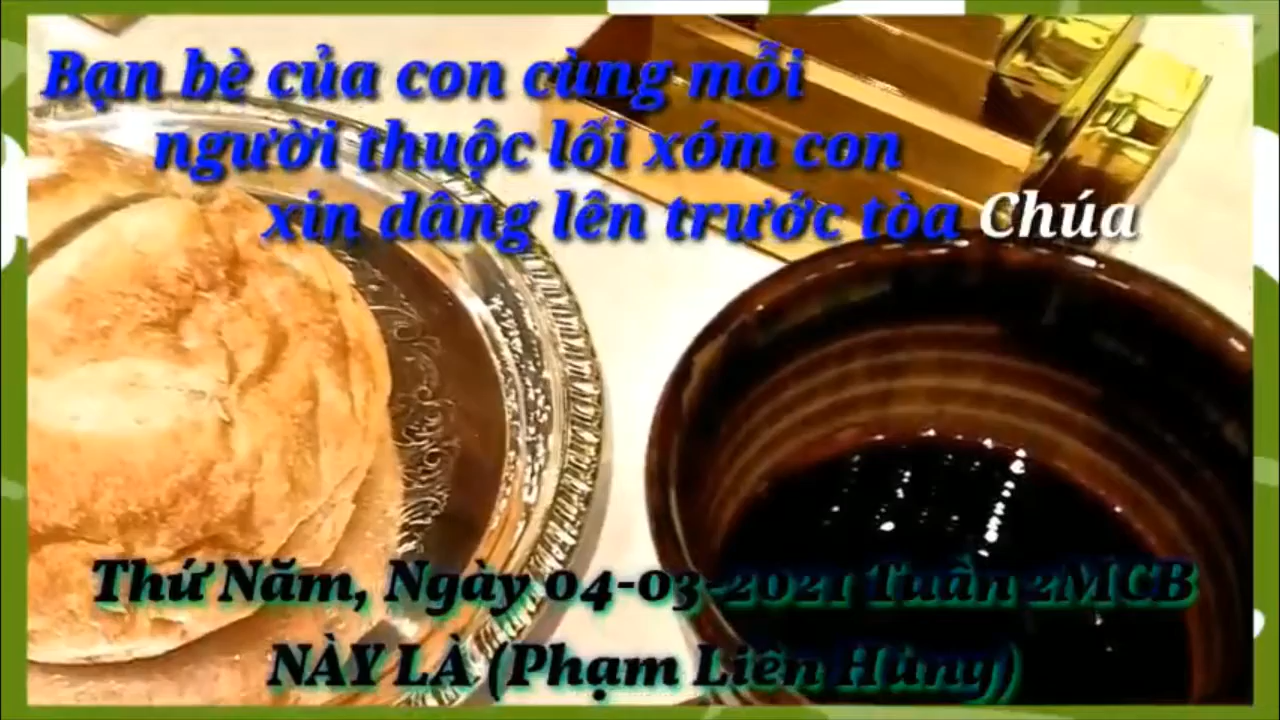 Bạn bè của con cùng mỗi
người thuộc lối xóm con
xin dâng lên trước tòa Chúa
Thứ Năm, Ngày 04-03-2021 Tuần 2MCB
NÀY LÀ (Phạm Liên Hùng)